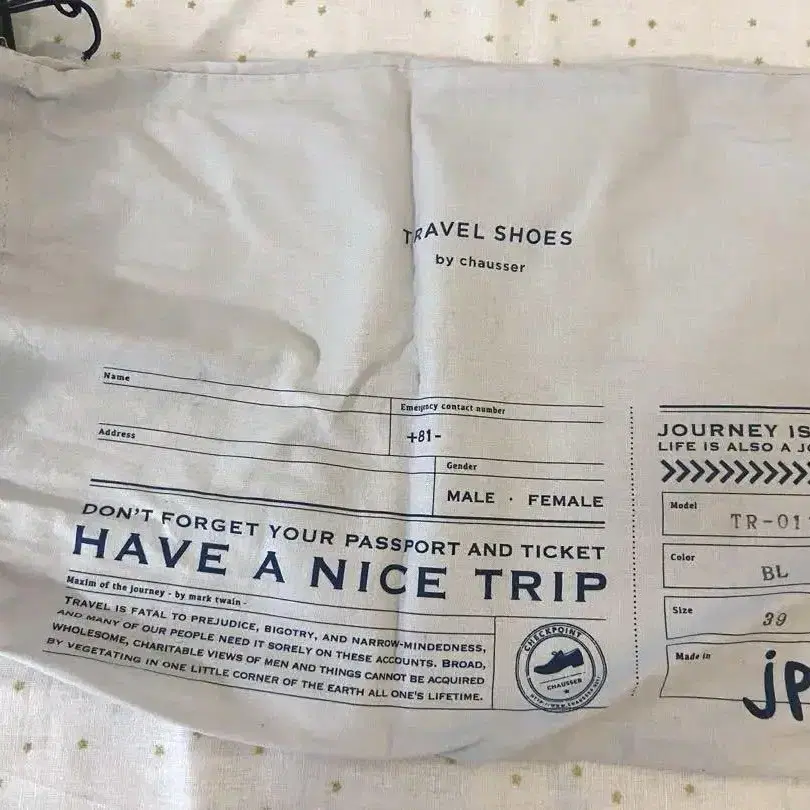 TRAVEL SHOES
by chausser
Name
Emergency contact number
+81-
Address
Gender
MALE · FEMALE
DON'T FORGET YOUR PASSPORT AND TICKET
HAVE A NICE TRIP
Maxim of the journey - by mark twain -
TRAVEL IS FATAL TO PREJUDICE, BIGOTRY, AND NARROW-MINDEDNESS,
AND MANY OF OUR PEOPLE NEED IT SORELY ON THESE ACCOUNTS. BROAD,
WHOLESOME, CHARITABLE VIEWS OF MEN AND THINGS CANNOT BE ACQUIRED
BY VEGETATING IN ONE LITTLE CORNER OF THE EARTH ALL ONE'S LIFETIME.
CHECKPOINT
CHAUSSER
JOURNEY IS
LIFE IS ALSO A
Model
TR-01
Color
BL
Size
39
Made in
jp